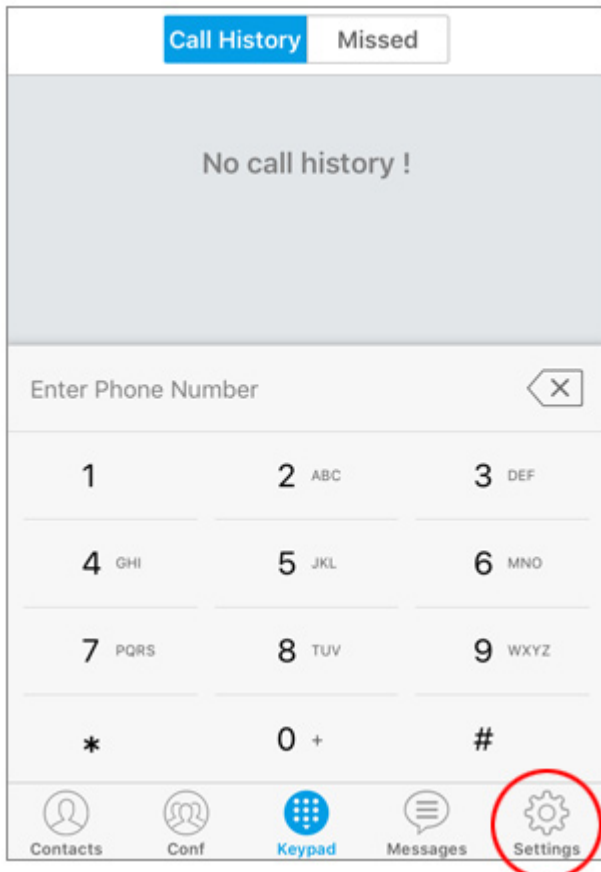 Call History Missed
No call history !
Enter Phone Number
1 2 ABC 3 DEF
4 GHI 5 JKL 6 MNO
7 PQRS 8 TUV 9 WXYZ
* 0 + #
Contacts Conf Keypad Messages Settings